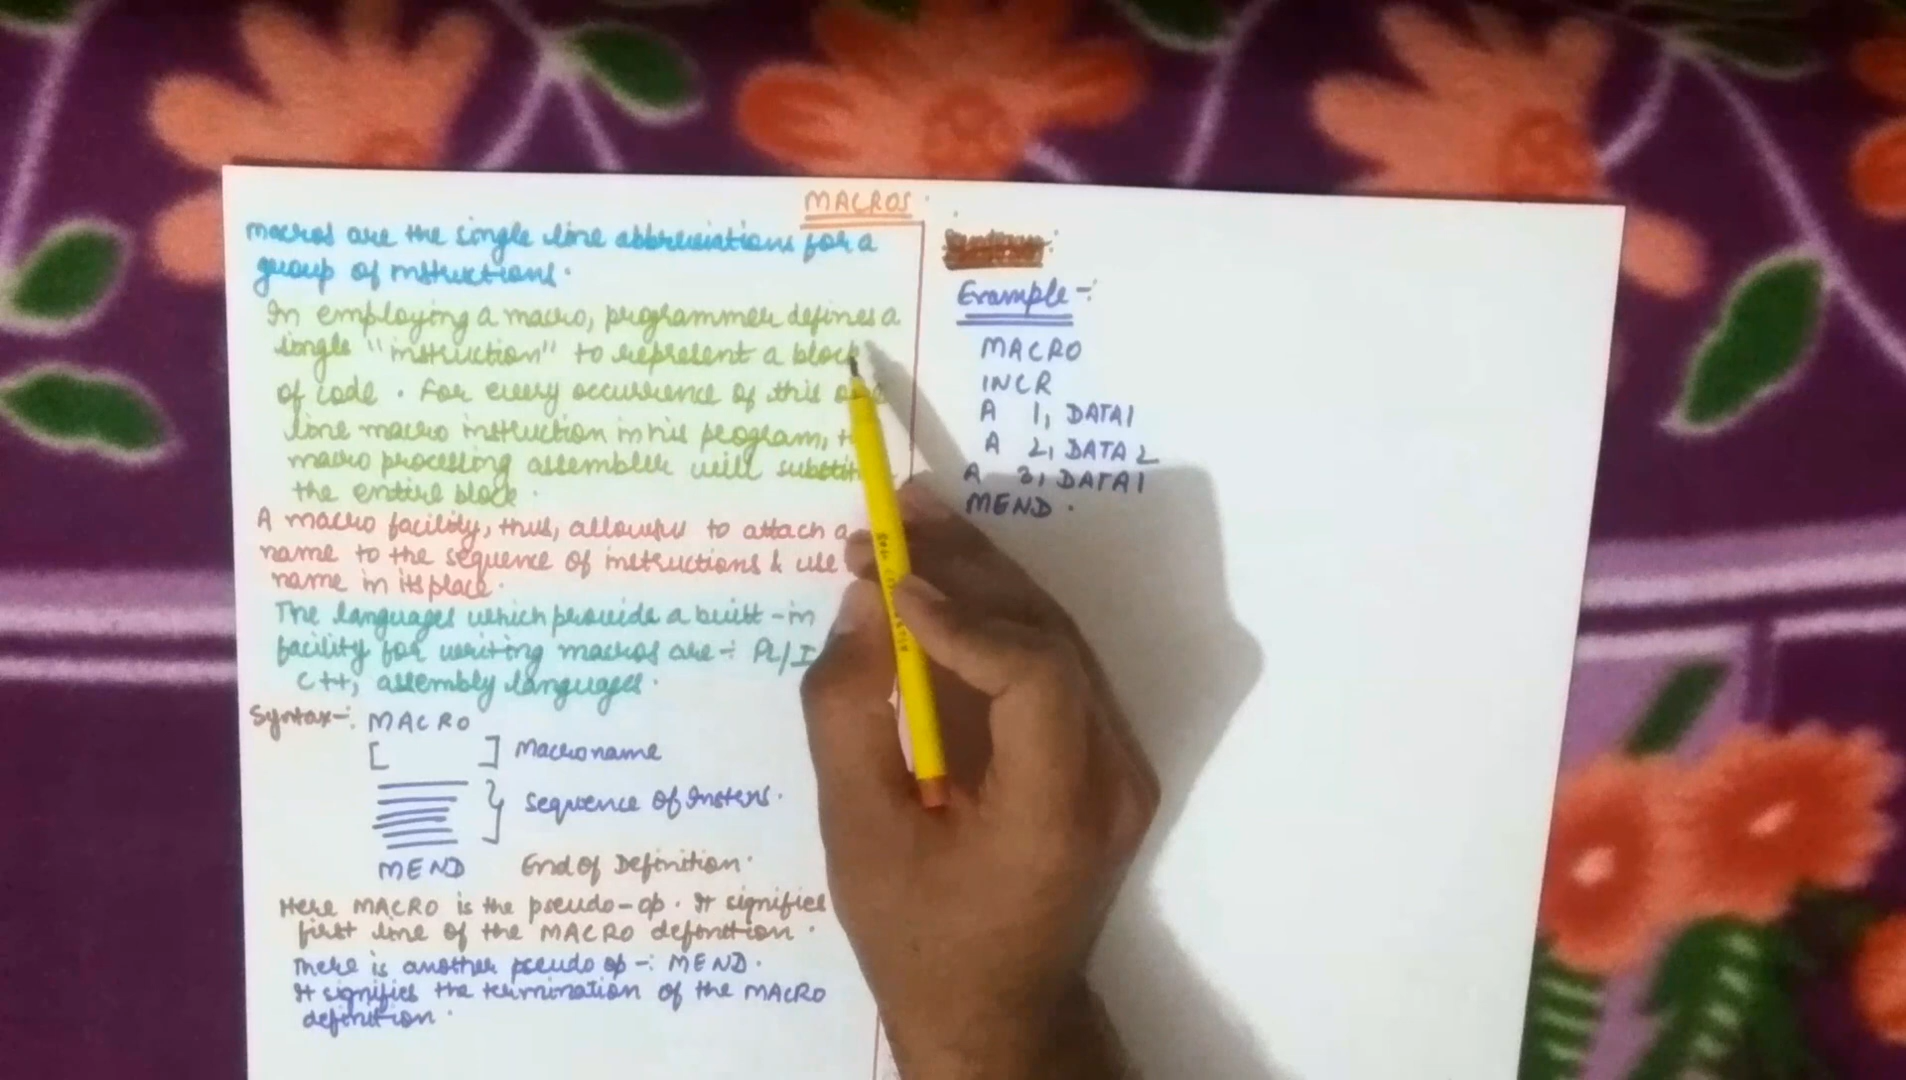 MACROS.
Macros are the single line abbreviations for a
group of instructions.
In employing a macro, programmer defines a
single "instruction" to represent a block
of code. For every occurrence of this
line macro instruction in his program,
macro processing assembler will
the entire block.
A macro facility, thus, allows us to attach a
name to the sequence of instructions & use
name in its place.
The languages which provide a built-in
facility for writing macros are-: PL/I
C++, assembly languages.
Syntax-: MACRO
[ ] Macroname
} Sequence of Instrns.
MEND End of Definition.
Here MACRO is the pseudo-op. It signifies
first line of the MACRO definition.
There is another pseudo op-: MEND.
It signifies the termination of the MACRO
definition.
Example-:
MACRO
INCR
A 1, DATA1
A 2, DATA2
A 3, DATA1
MEND.